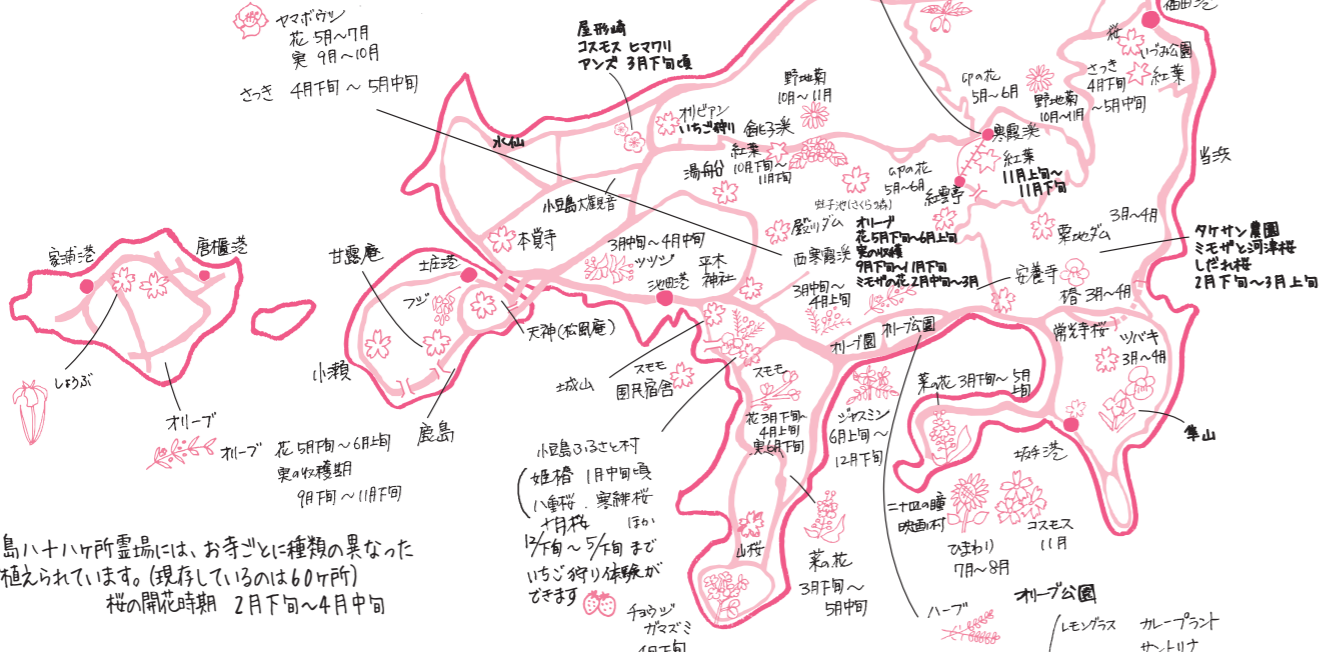 ヤマボウシ
花 5月～7月
実 9月～10月
さつき 4月下旬 ～ 5月中旬
屋形崎
コスモス ヒマワリ
アンズ 3月下旬頃
水仙
オリビアン
いちご狩り
野地菊
10月～11月
銚子渓
紅葉
10月下旬～
11月下旬
湯船
小豆島大観音
卯の花
5月～6月
野地菊
10月～11月
さつき
4月下旬
～5月中旬
福田港
桜
いづみ公園
紅葉
寒霞渓
紅葉
11月上旬～
11月下旬
紅雲亭
卯の花
5月～6月
当浜
殿川ダム
西寒霞渓
3月中旬～
4月上旬
オリーブ
花5月下旬～6月上旬
実の収穫
9月下旬～11月下旬
ミモザの花2月中旬～3月
粟地ダム
3月～4月
タケサン農園
ミモザと河津桜
しだれ桜
2月下旬～3月上旬
安養寺
椿 3月～4月
常光寺桜
ツバキ
3月～4月
隼山
坂手港
家浦港
唐櫃港
しょうぶ
オリーブ
甘露庵
土庄港
フジ
小瀬
鹿島
天神(松風庵)
本覚寺
3月中旬～4月中旬
ツツジ
池田港
平木
神社
城山
スモモ
国民宿舎
スモモ
花3月下旬～
4月上旬
実6月下旬
オリーブ園
オリーブ公園
ジャスミン
6月上旬～
12月下旬
菜の花 3月下旬～5月
上旬
二十四の瞳
映画村
ひまわり
7月～8月
コスモス
11月
オリーブ 花 5月下旬～6月上旬
実の収穫期
9月下旬 ～ 11月下旬
島八十八ヶ所霊場には、お寺ごとに種類の異なった
植えられています。(現存しているのは60ヶ所)
桜の開花時期 2月下旬～4月中旬
小豆島ふるさと村
姫椿 1月中旬頃
八重桜、寒緋桜
十月桜 ほか
12/下旬～5/下旬まで
いちご狩り体験が
できます
チョウジ
ガマズミ
4月下旬
山桜
菜の花
3月下旬～
5月中旬
オリーブ公園
ハーブ
レモングラス カレープラント
サントリナ